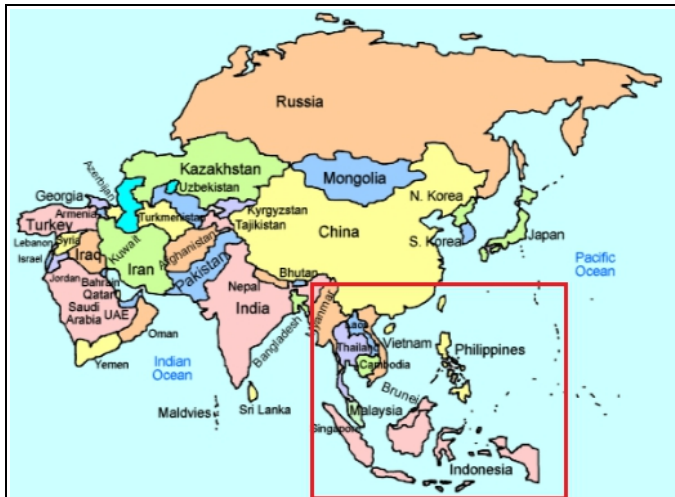 Russia
Kazakhstan
Uzbekistan
Mongolia
Azerbijan
Georgia
Armenia
Turkey
Turkmenistan
Kyrgyzstan
Tajikistan
N. Korea
S. Korea
Japan
China
Lebanon
Syria
Israel
Iraq
Kuwait
Iran
Afghanistan
Pakistan
Jordan
Bahrain
Qatar
Saudi
Arabia
UAE
Oman
Yemen
Nepal
Bhutan
India
Bangladesh
Myanmar
Pacific
Ocean
Indian
Ocean
Maldvies
Sri Lanka
Laos
Thailand
Vietnam
Cambodia
Philippines
Brunei
Malaysia
Singapore
Indonesia